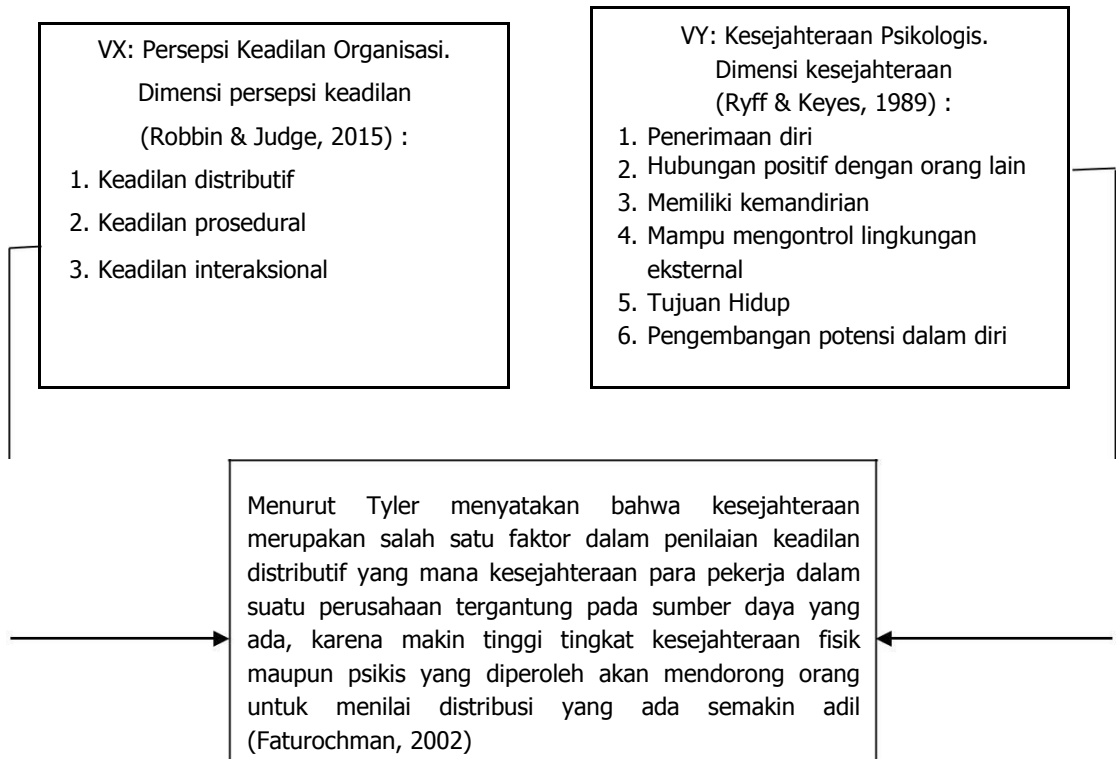 VX: Persepsi Keadilan Organisasi.
Dimensi persepsi keadilan
(Robbin & Judge, 2015) :
1. Keadilan distributif
2. Keadilan prosedural
3. Keadilan interaksional
VY: Kesejahteraan Psikologis.
Dimensi kesejahteraan
(Ryff & Keyes, 1989) :
1. Penerimaan diri
2. Hubungan positif dengan orang lain
3. Memiliki kemandirian
4. Mampu mengontrol lingkungan
eksternal
5. Tujuan Hidup
6. Pengembangan potensi dalam diri
Menurut Tyler menyatakan bahwa kesejahteraan
merupakan salah satu faktor dalam penilaian keadilan
distributif yang mana kesejahteraan para pekerja dalam
suatu perusahaan tergantung pada sumber daya yang
ada, karena makin tinggi tingkat kesejahteraan fisik
maupun psikis yang diperoleh akan mendorong orang
untuk menilai distribusi yang ada semakin adil
(Faturochman, 2002)